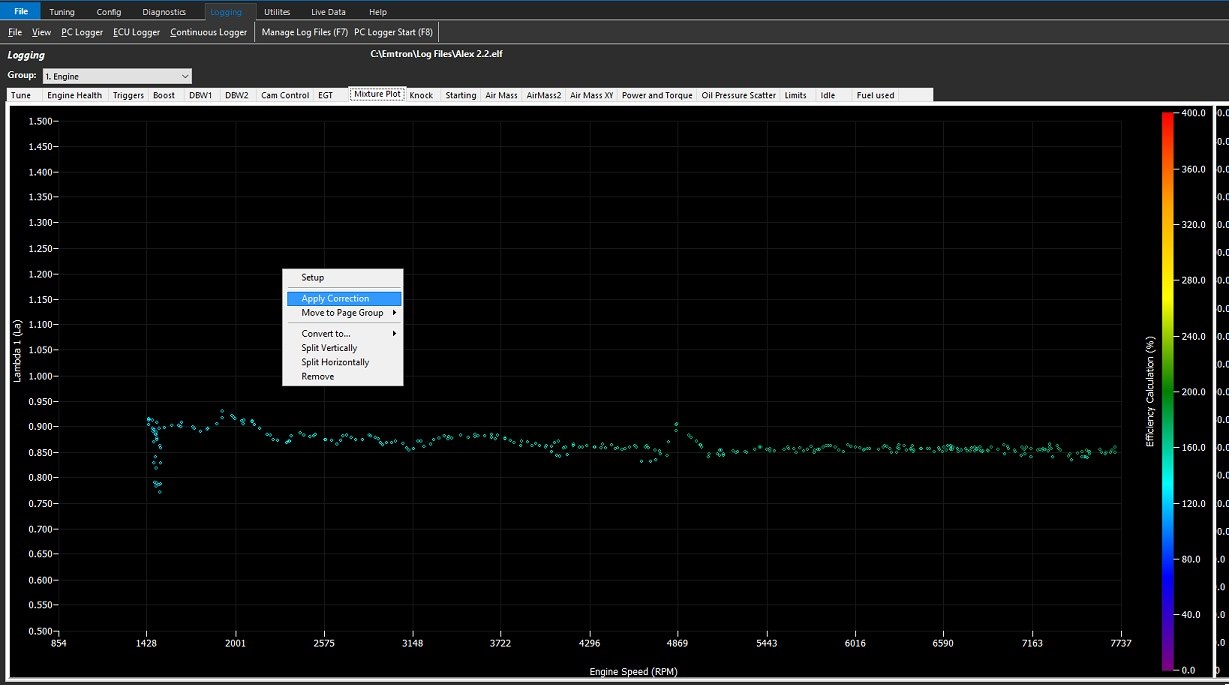 File Tuning Config Diagnostics Logging Utilites Live Data Help
File View PC Logger ECU Logger Continuous Logger Manage Log Files (F7) PC Logger Start (F8)
Logging C:\Emtron\Log Files\Alex 2.2.elf
Group: 1. Engine
Tune Engine Health Triggers Boost DBW1 DBW2 Cam Control EGT Mixture Plot Knock Starting Air Mass AirMass2 Air Mass XY Power and Torque Oil Pressure Scatter Limits Idle Fuel used
Lambda 1 (La)
1.500
1.450
1.400
1.350
1.300
1.250
1.200
1.150
1.100
1.050
1.000
0.950
0.900
0.850
0.800
0.750
0.700
0.650
0.600
0.550
0.500
Setup
Apply Correction
Move to Page Group
Convert to...
Split Vertically
Split Horizontally
Remove
854 1428 2001 2575 3148 3722 4296 4869 5443 6016 6590 7163 7737
Engine Speed (RPM)
Efficiency Calculation (%)
400.0
360.0
320.0
280.0
240.0
200.0
160.0
120.0
80.0
40.0
0.0